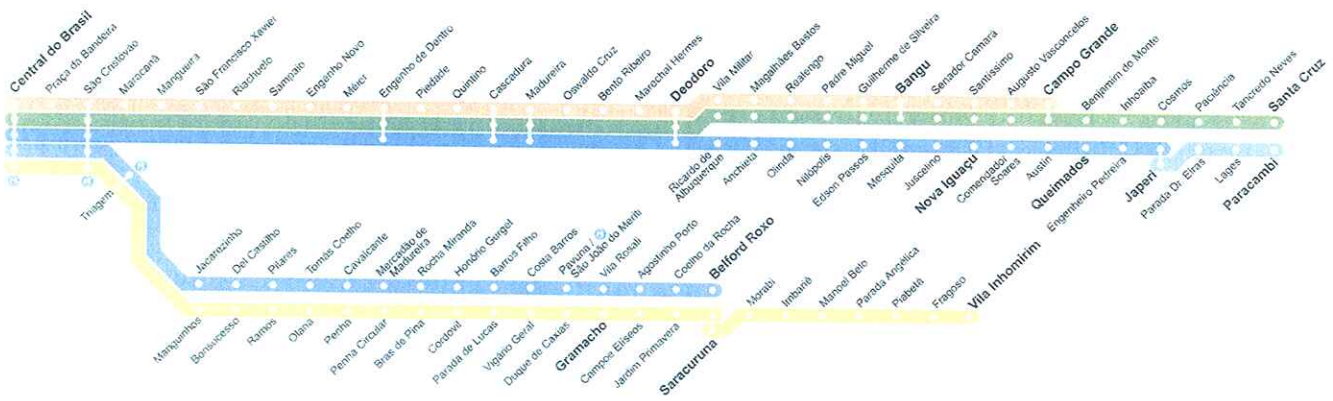 Central do Brasil
Praça da Bandeira
São Cristóvão
Maracanã
Mangueira
São Francisco Xavier
Riachuelo
Sampaio
Engenho Novo
Méier
Engenho de Dentro
Piedade
Quintino
Cascadura
Madureira
Oswaldo Cruz
Bento Ribeiro
Marechal Hermes
Deodoro
Vila Militar
Magalhães Bastos
Realengo
Padre Miguel
Guilherme de Silveira
Bangu
Senador Camará
Santíssimo
Augusto Vasconcelos
Campo Grande
Benjamim do Monte
Inhoaíba
Cosmos
Paciência
Tancredo Neves
Santa Cruz
Ricardo de
Albuquerque
Anchieta
Olinda
Nilópolis
Edson Passos
Mesquita
Juscelino
Nova Iguaçu
Comendador
Soares
Austin
Queimados
Engenheiro Pedreira
Japeri
Parada Dr. Eiras
Lages
Paracambi
Triagem
Jacarezinho
Del Castilho
Pilares
Tomás Coelho
Cavalcante
Mercadão de
Madureira
Rocha Miranda
Honório Gurgel
Barros Filho
Costa Barros
Pavuna /
São João do Meriti
Vila Rosali
Agostinho Porto
Coelho da Rocha
Belford Roxo
Manguinhos
Bonsucesso
Ramos
Olaria
Penha
Penha Circular
Bras de Pina
Cordovil
Parada de Lucas
Vigário Geral
Duque de Caxias
Gramacho
Campos Elíseos
Jardim Primavera
Saracuruna
Morabi
Imbariê
Manoel Belo
Parada Angélica
Piabetá
Fragoso
Vila Inhomirim